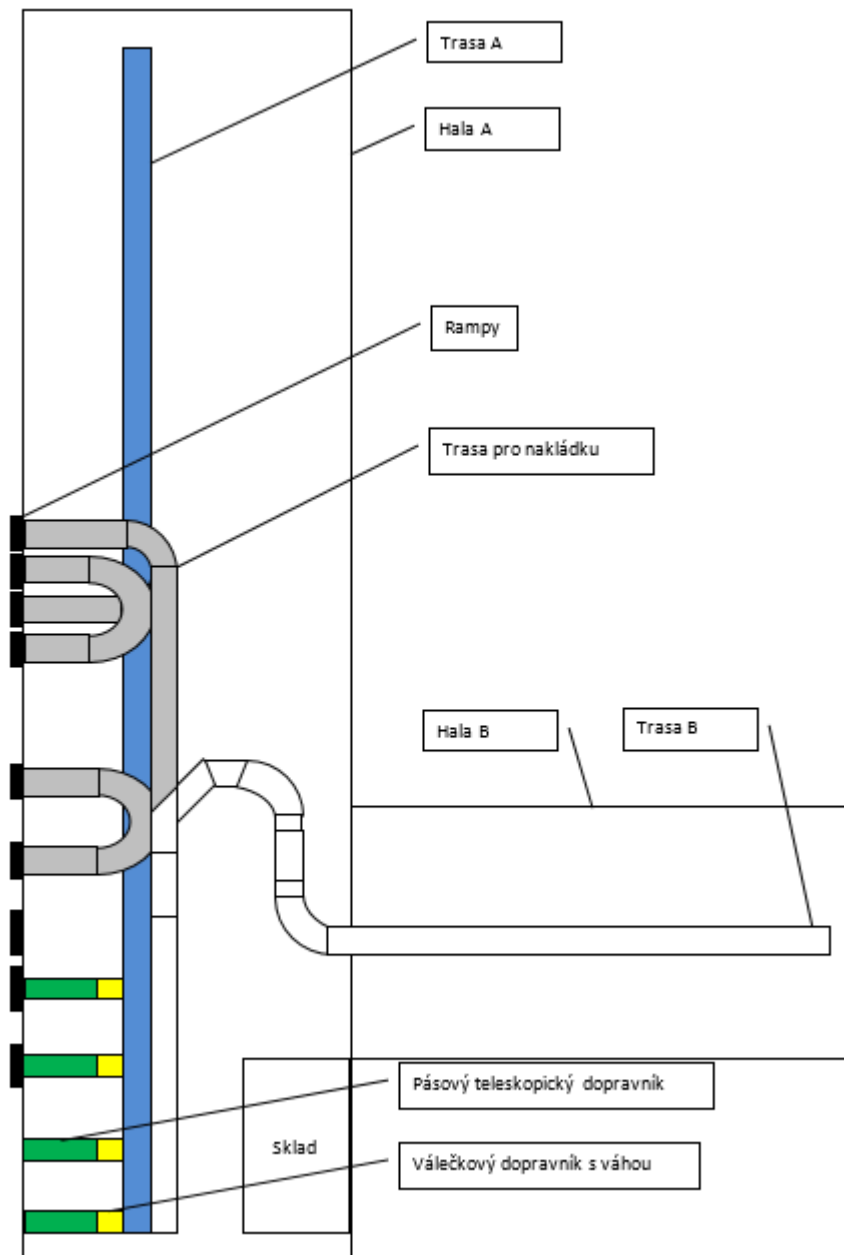 Trasa A
Hala A
Rampy
Trasa pro nakládku
Hala B
Trasa B
Pásový teleskopický dopravník
Sklad
Válečkový dopravník s váhou